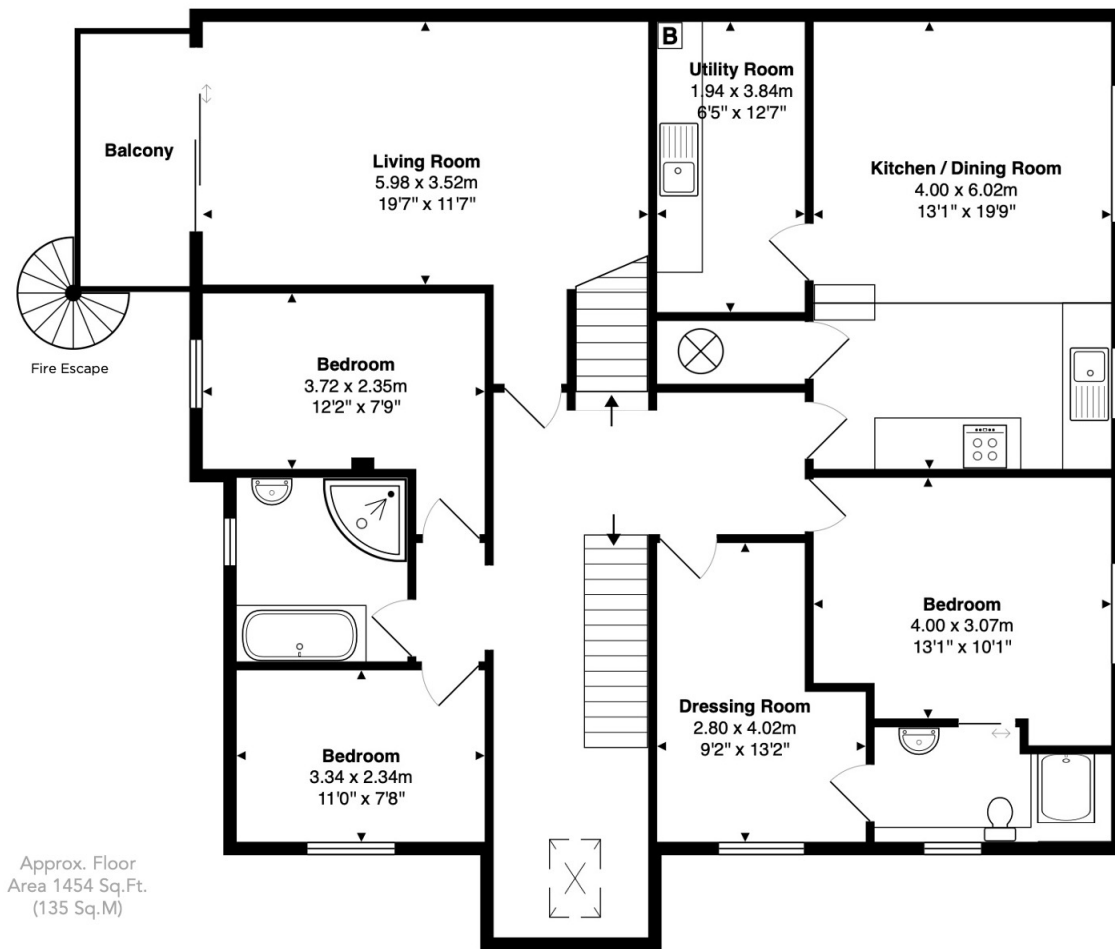 B
Utility Room
1.94 x 3.84m
6'5" x 12'7"
Balcony
Living Room
5.98 x 3.52m
19'7" x 11'7"
Kitchen / Dining Room
4.00 x 6.02m
13'1" x 19'9"
Fire Escape
Bedroom
3.72 x 2.35m
12'2" x 7'9"
Bedroom
4.00 x 3.07m
13'1" x 10'1"
Dressing Room
2.80 x 4.02m
9'2" x 13'2"
Bedroom
3.34 x 2.34m
11'0" x 7'8"
Approx. Floor
Area 1454 Sq.Ft.
(135 Sq.M)